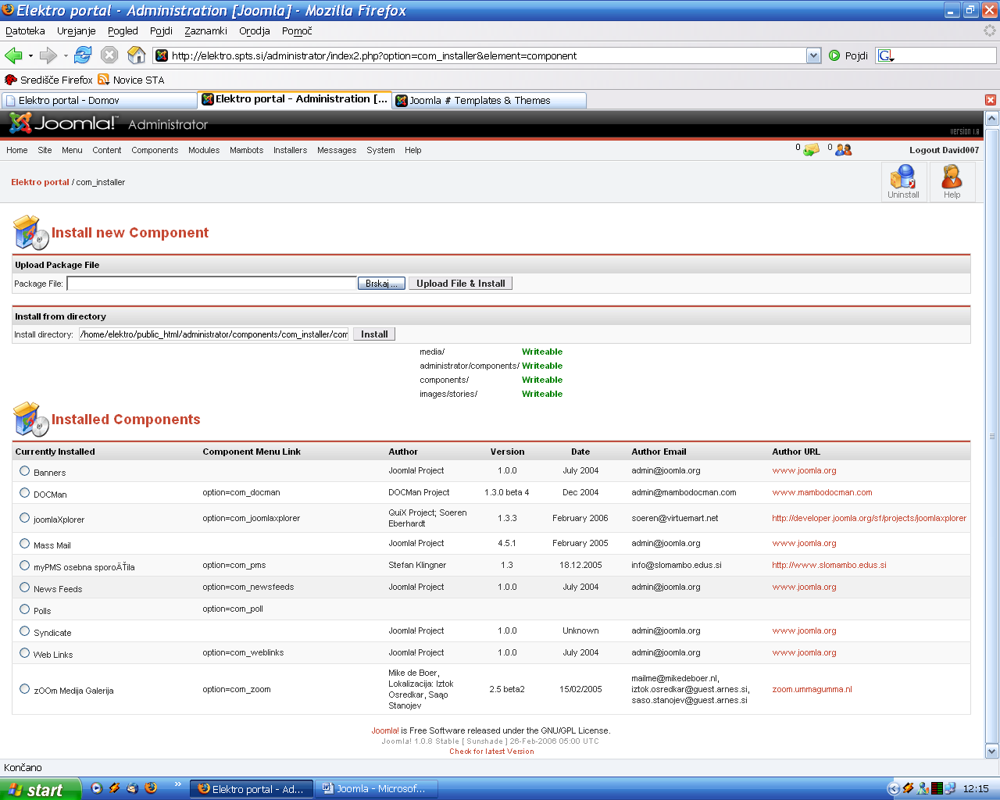 Elektro portal - Administration [Joomla] - Mozilla Firefox
Datoteka Urejanje Pogled Pojdi Zaznamki Orodja Pomoč
http://elektro.spts.si/administrator/index2.php?option=com_installer&element=component Pojdi G
Središče Firefox Novice STA
Elektro portal - Domov Elektro portal - Administration [... Joomla # Templates & Themes
Joomla! Administrator
version 1.0
Home Site Menu Content Components Modules Mambots Installers Messages System Help 0 0 Logout David007
Elektro portal / com_installer
Uninstall Help
Install new Component
Upload Package File
Package File: Brskaj ... Upload File & Install
Install from directory
Install directory: /home/elektro/public_html/administrator/components/com_installer/com Install
media/ Writeable
administrator/components/ Writeable
components/ Writeable
images/stories/ Writeable
Installed Components
Currently Installed Component Menu Link Author Version Date Author Email Author URL
Banners Joomla! Project 1.0.0 July 2004 admin@joomla.org www.joomla.org
DOCMan option=com_docman DOCMan Project 1.3.0 beta 4 Dec 2004 admin@mambodocman.com www.mambodocman.com
joomlaXplorer option=com_joomlaxplorer QuiX Project; Soeren Eberhardt 1.3.3 February 2006 soeren@virtuemart.net http://developer.joomla.org/sf/projects/joomlaxplorer
Mass Mail Joomla! Project 4.5.1 February 2005 admin@joomla.org www.joomla.org
myPMS osebna sporoÄŤila option=com_pms Stefan Klingner 1.3 18.12.2005 info@slomambo.edus.si http://www.slomambo.edus.si
News Feeds option=com_newsfeeds Joomla! Project 1.0.0 July 2004 admin@joomla.org www.joomla.org
Polls option=com_poll
Syndicate Joomla! Project 1.0.0 Unknown admin@joomla.org www.joomla.org
Web Links option=com_weblinks Joomla! Project 1.0.0 July 2004 admin@joomla.org www.joomla.org
zOOm Medija Galerija option=com_zoom Mike de Boer, Lokalizacija: Iztok Osredkar, Saąo Stanojev 2.5 beta2 15/02/2005 mailme@mikedeboer.nl, iztok.osredkar@guest.arnes.si, saso.stanojev@guest.arnes.si zoom.ummagumma.nl
Joomla! is Free Software released under the GNU/GPL License.
Joomla! 1.0.8 Stable [ Sunshade ] 26-Feb-2006 05:00 UTC
Check for latest Version
Končano
start Elektro portal - Ad... Joomla - Microsof... 12:15